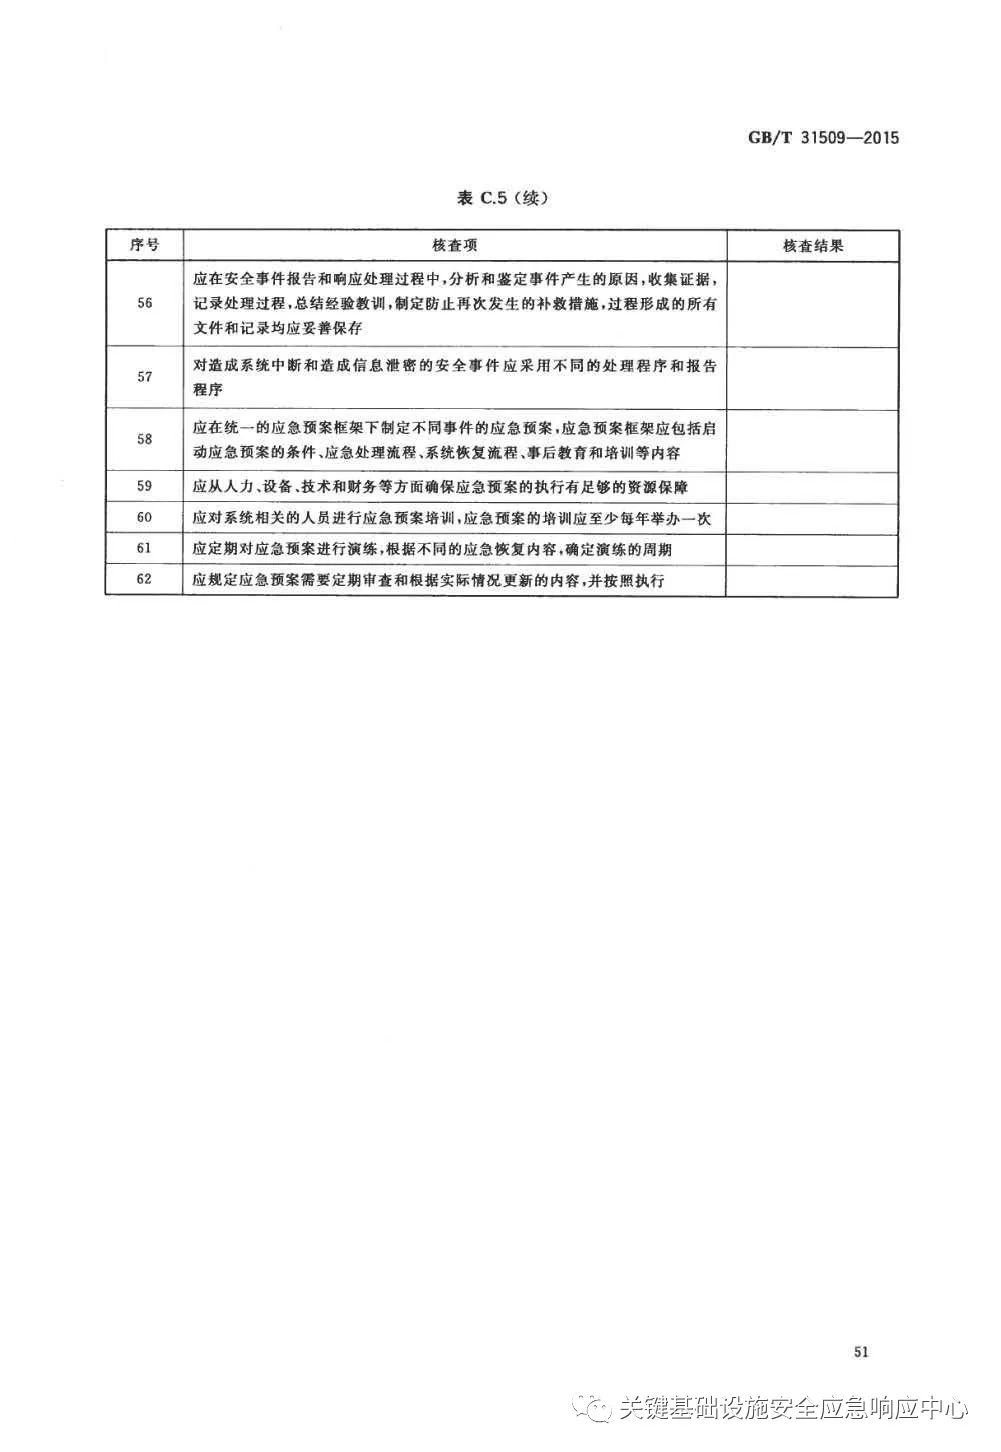 GB/T 31509—2015
表 C.5（续）
序号 核查项 核查结果
应在安全事件报告和响应处理过程中，分析和鉴定事件产生的原因，收集证据，
56 记录处理过程，总结经验教训，制定防止再次发生的补救措施，过程形成的所有
文件和记录均应妥善保存
57 对造成系统中断和造成信息泄密的安全事件应采用不同的处理程序和报告
程序
58 应在统一的应急预案框架下制定不同事件的应急预案，应急预案框架应包括启
动应急预案的条件、应急处理流程、系统恢复流程、事后教育和培训等内容
59 应从人力、设备、技术和财务等方面确保应急预案的执行有足够的资源保障
60 应对系统相关的人员进行应急预案培训，应急预案的培训应至少每年举办一次
61 应定期对应急预案进行演练，根据不同的应急恢复内容，确定演练的周期
62 应规定应急预案需要定期审查和根据实际情况更新的内容，并按照执行
51
关键基础设施安全应急响应中心